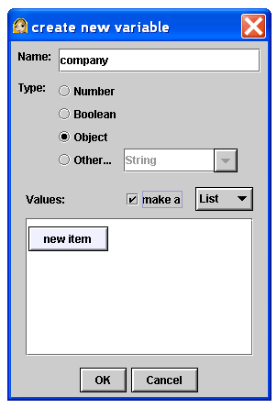 create new variable
Name: company
Type: Number
Boolean
Object
Other... String
Values: make a List
new item
OK Cancel